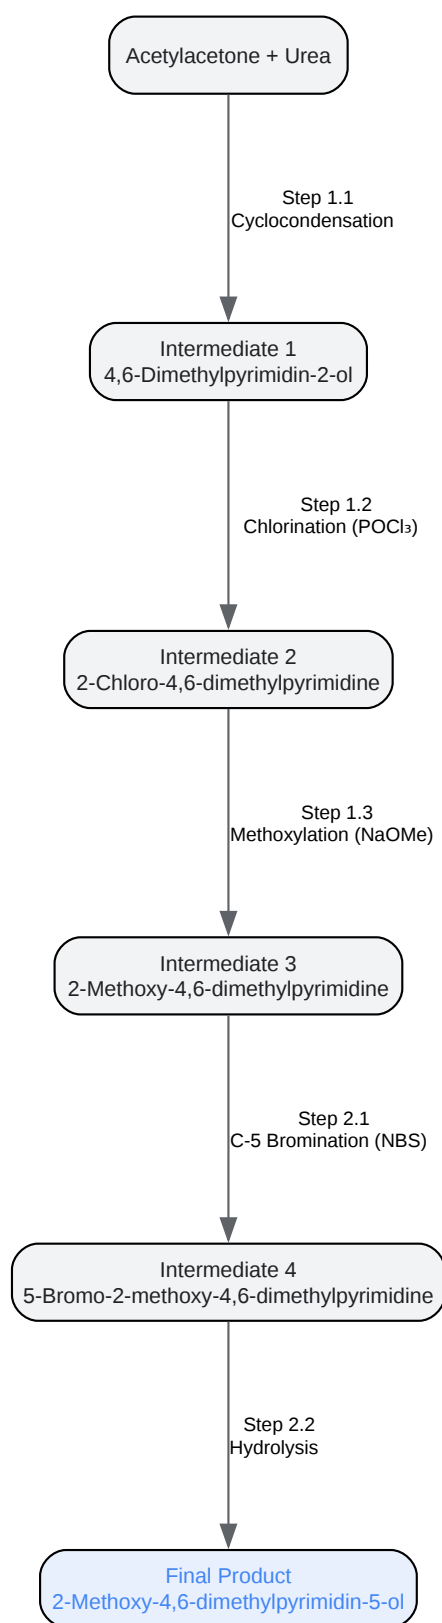 Acetylacetone + Urea
Step 1.1
Cyclocondensation
Intermediate 1
4,6-Dimethylpyrimidin-2-ol
Step 1.2
Chlorination (POCl₃)
Intermediate 2
2-Chloro-4,6-dimethylpyrimidine
Step 1.3
Methoxylation (NaOMe)
Intermediate 3
2-Methoxy-4,6-dimethylpyrimidine
Step 2.1
C-5 Bromination (NBS)
Intermediate 4
5-Bromo-2-methoxy-4,6-dimethylpyrimidine
Step 2.2
Hydrolysis
Final Product
2-Methoxy-4,6-dimethylpyrimidin-5-ol